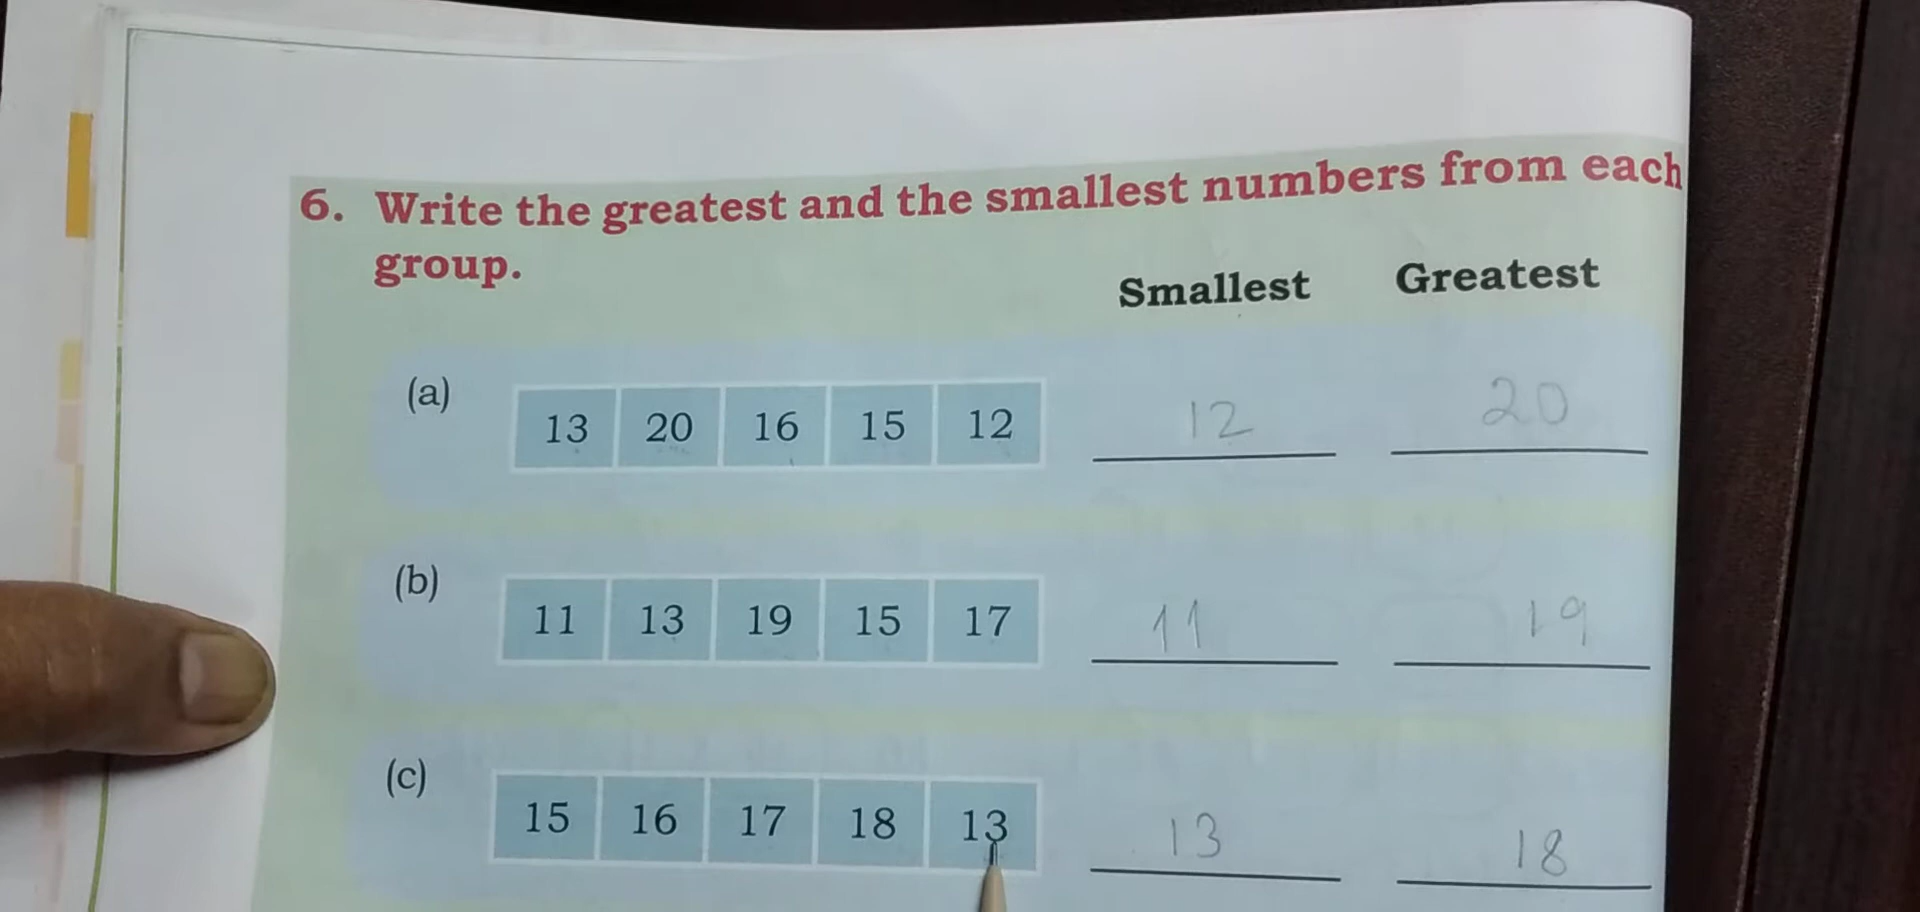 6. Write the greatest and the smallest numbers from each
group.
Smallest Greatest
(a) 13 20 16 15 12 12 20
(b) 11 13 19 15 17 11 19
(c) 15 16 17 18 13 13 18